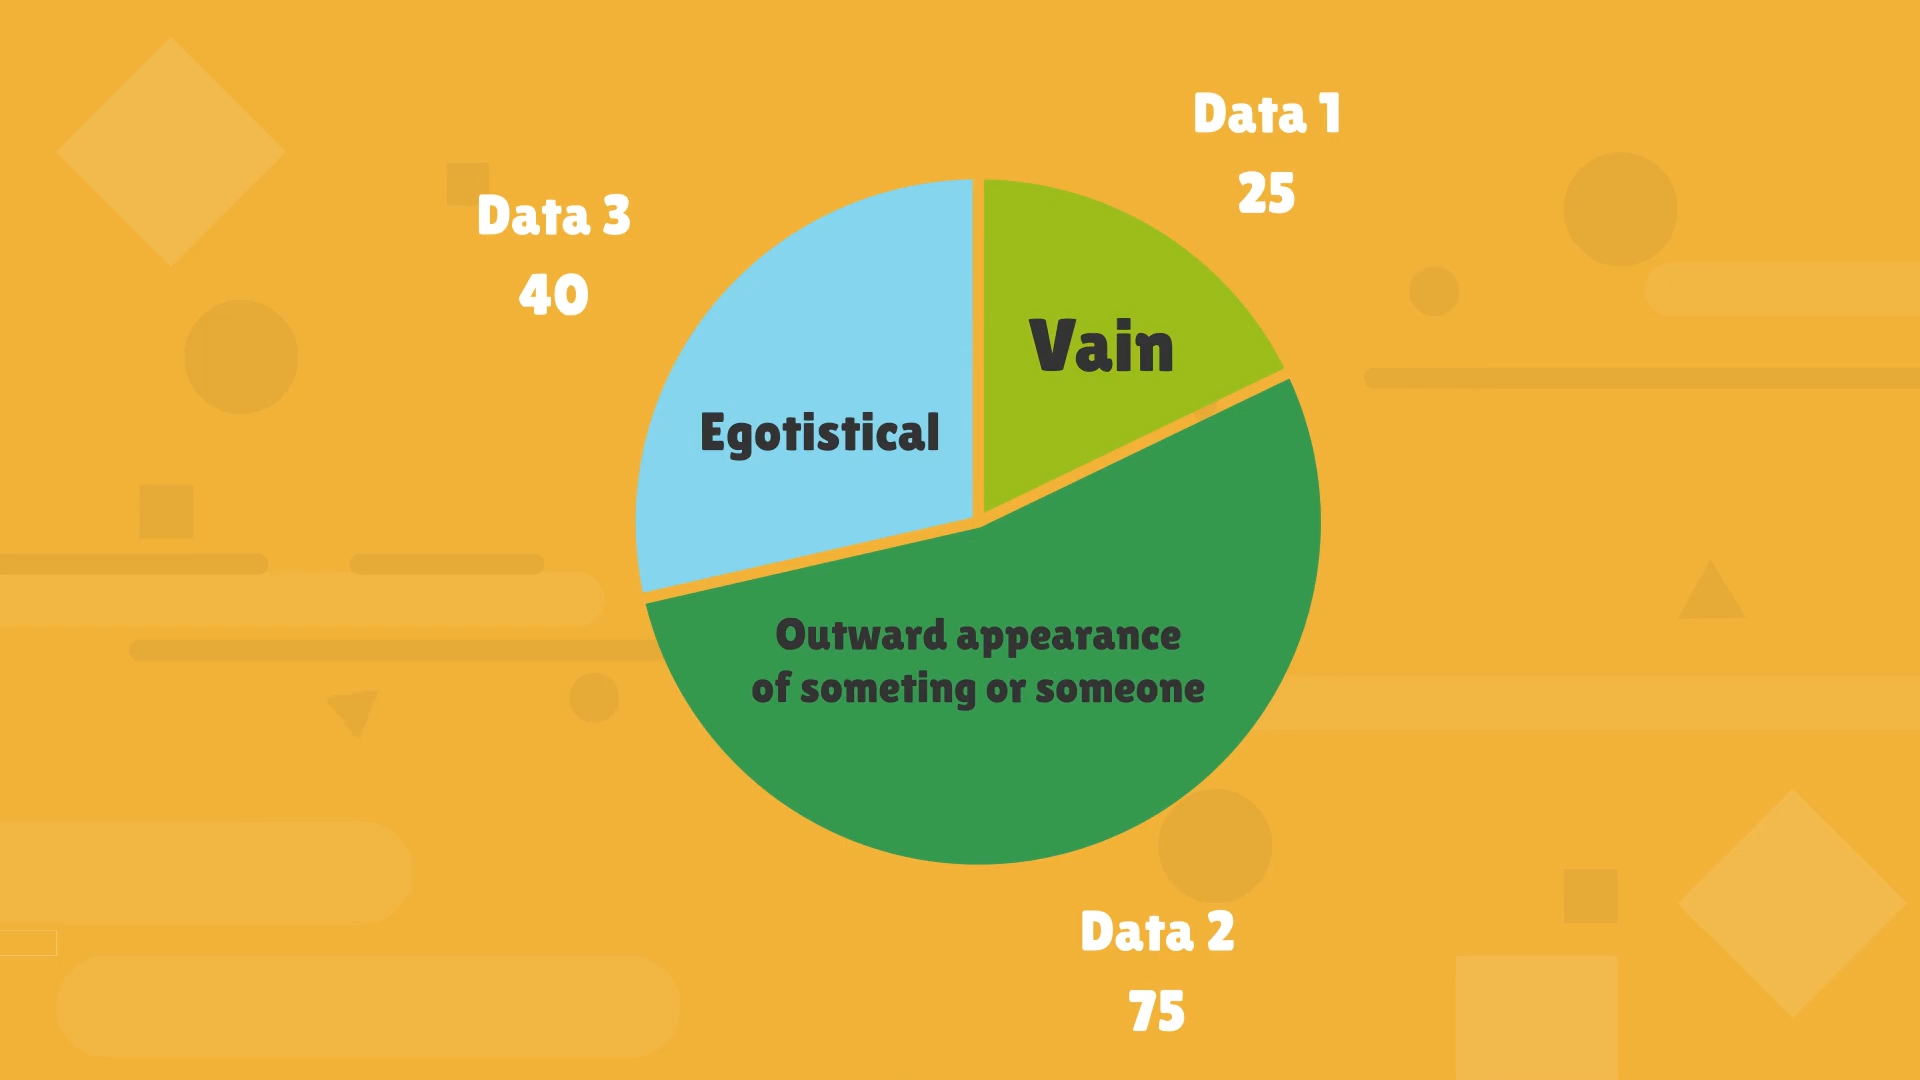 Data 1
25
Data 3
40
Vain
Egotistical
Outward appearance
of someting or someone
Data 2
75